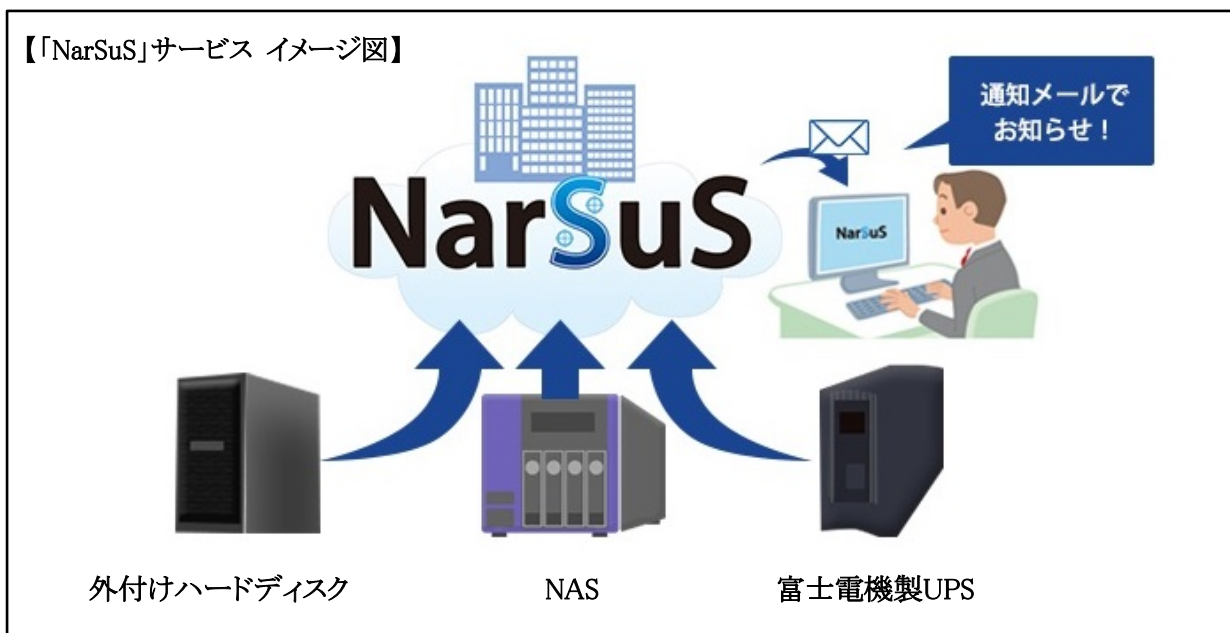 【「NarSuS」サービス イメージ図】
通知メールで
お知らせ！
NarSuS
NarSuS
外付けハードディスク
NAS
富士電機製UPS